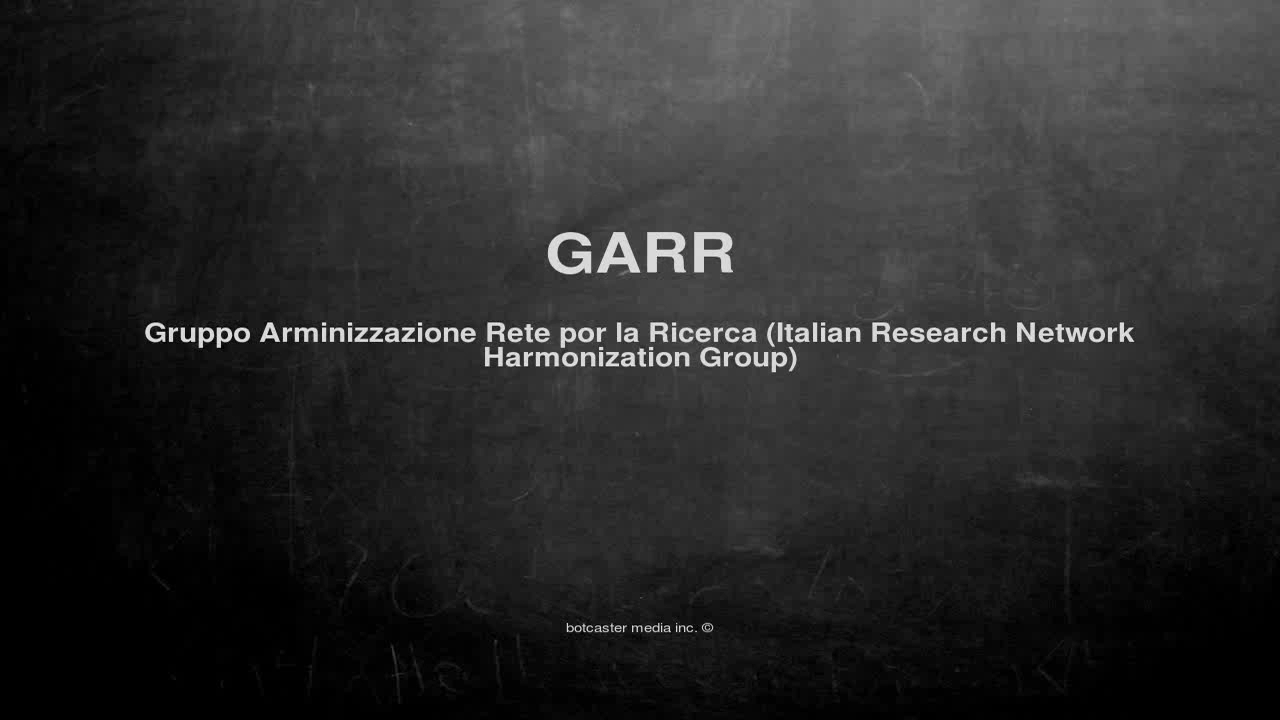 GARR
Gruppo Arminizzazione Rete por la Ricerca (Italian Research Network
Harmonization Group)
botcaster media inc. ©